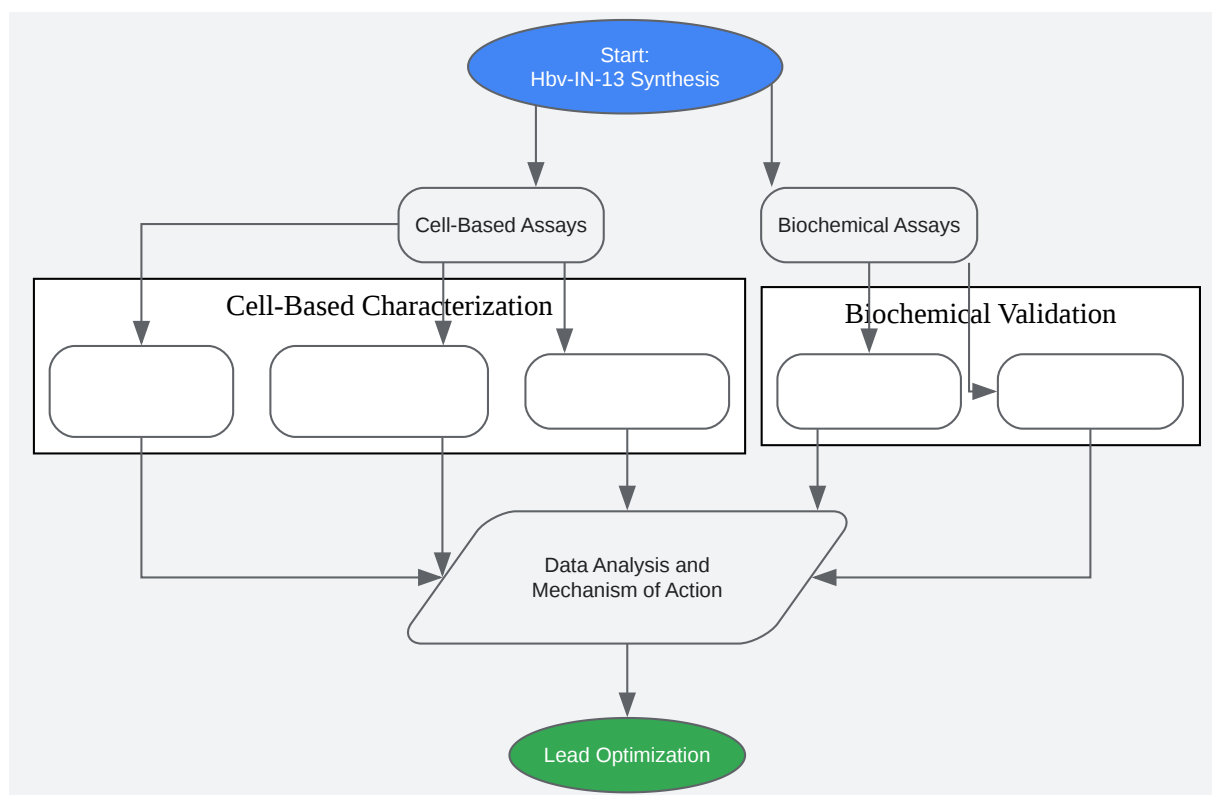 Start:
Hbv-IN-13 Synthesis
Cell-Based Assays
Biochemical Assays
Cell-Based Characterization
Biochemical Validation
Data Analysis and
Mechanism of Action
Lead Optimization